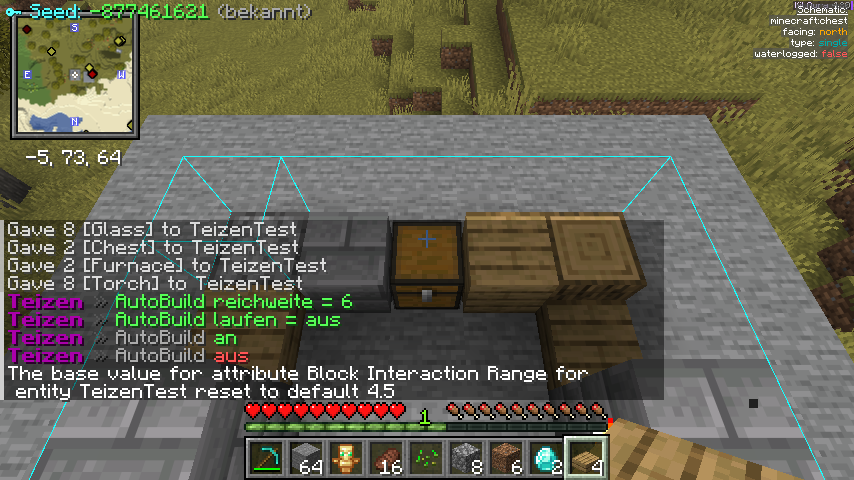 Seed: -877461621 (bekannt)
Schematic:
minecraft:chest
facing: north
type: single
waterlogged: false
S
E
W
N
-5, 73, 64
Gave 8 [Glass] to TeizenTest
Gave 2 [Chest] to TeizenTest
Gave 2 [Furnace] to TeizenTest
Gave 8 [Torch] to TeizenTest
Teizen » AutoBuild reichweite = 6
Teizen » AutoBuild laufen = aus
Teizen » AutoBuild an
Teizen » AutoBuild aus
The base value for attribute Block Interaction Range for
entity TeizenTest reset to default 4.5
1
64
16
8
6
2
4